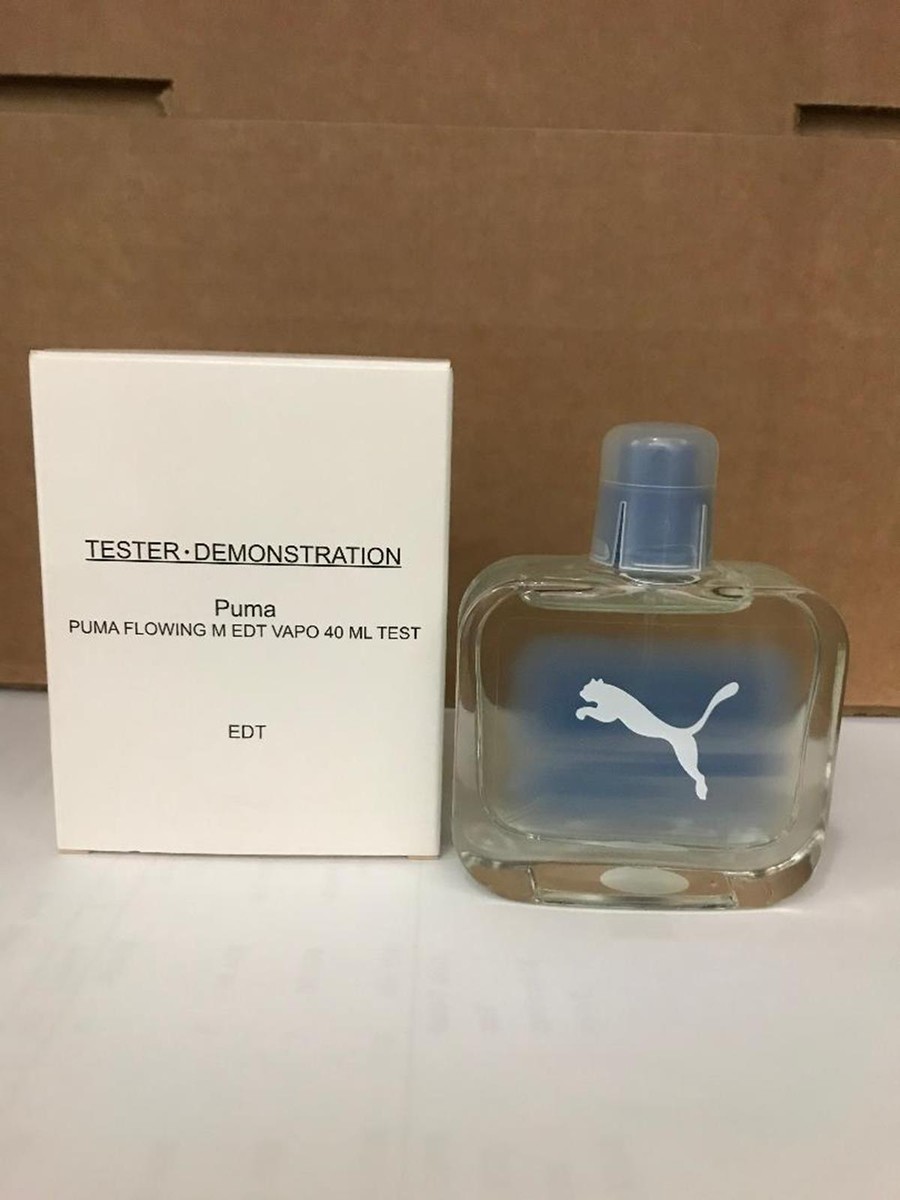 TESTER·DEMONSTRATION
Puma
PUMA FLOWING M EDT VAPO 40 ML TEST
EDT